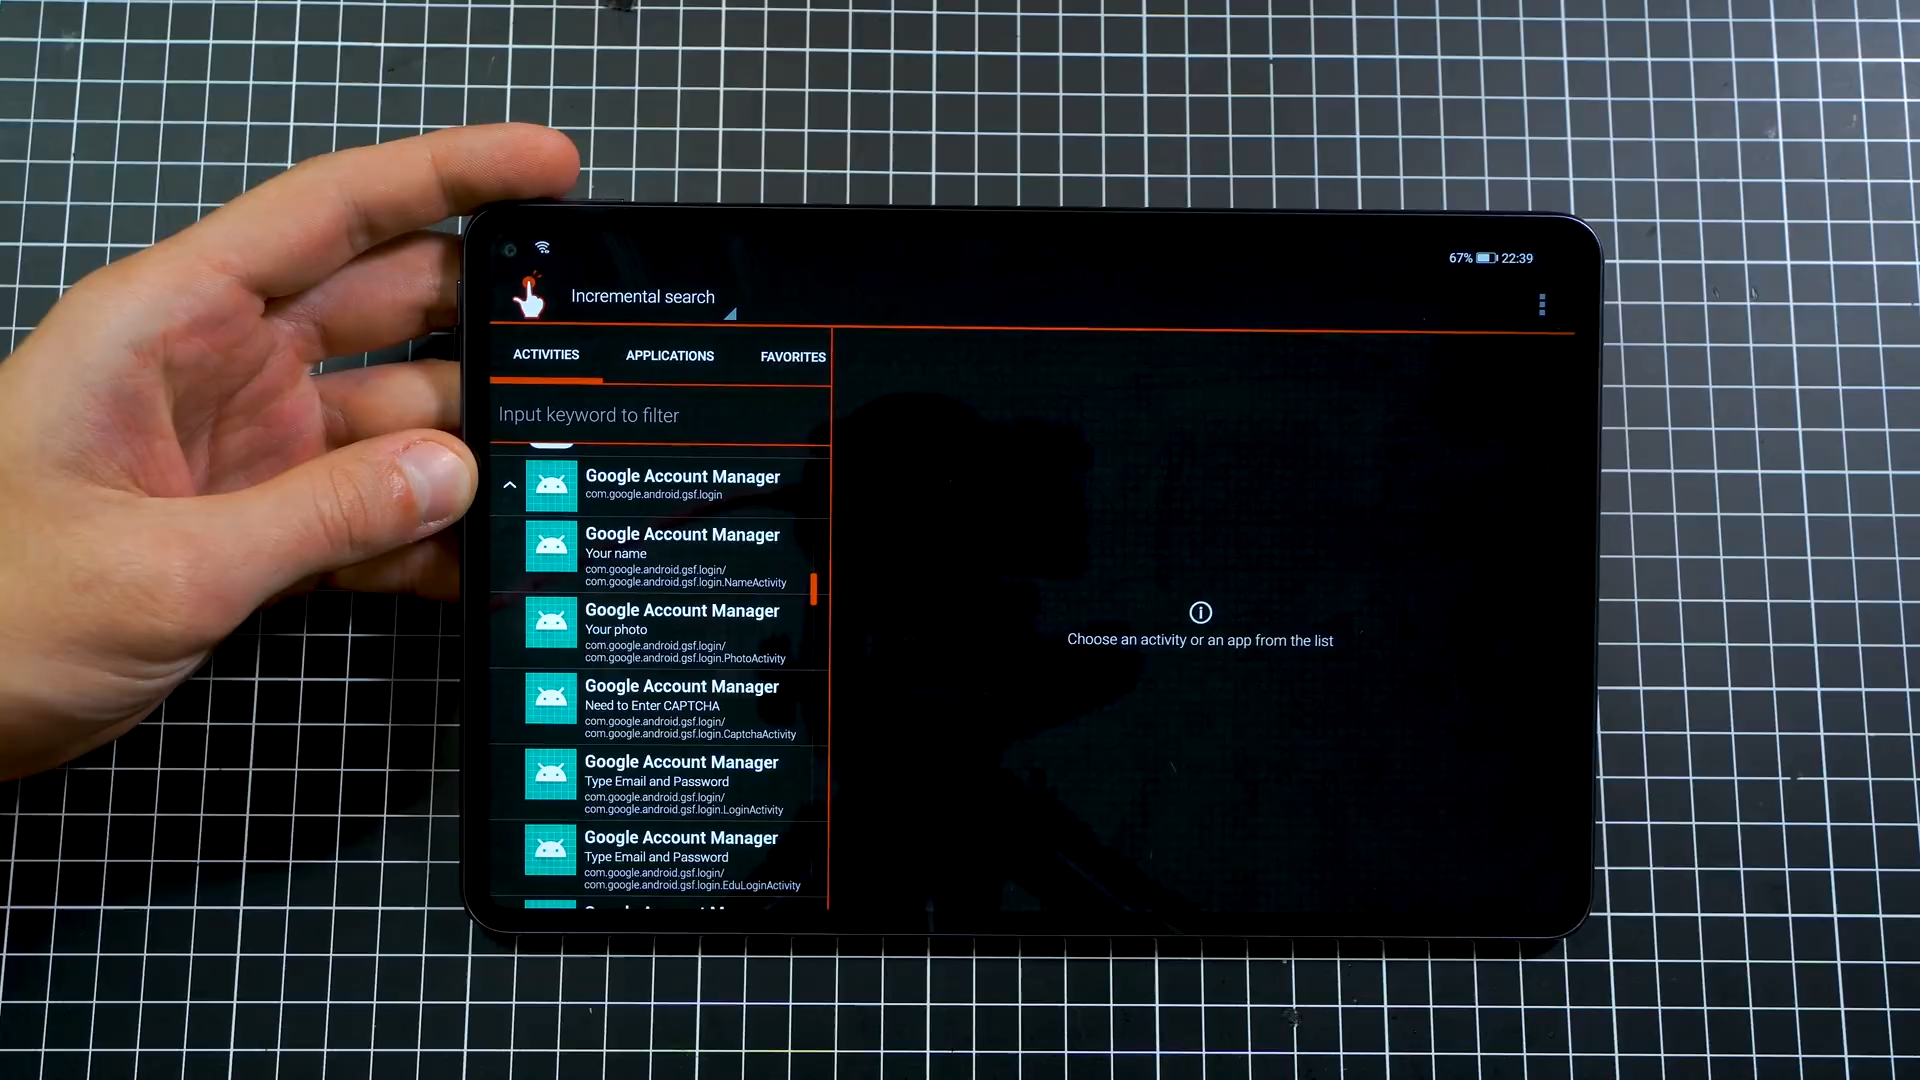 67% 22:39
Incremental search
ACTIVITIES APPLICATIONS FAVORITES
Input keyword to filter
Google Account Manager
com.google.android.gsf.login
Google Account Manager
Your name
com.google.android.gsf.login/
com.google.android.gsf.login.NameActivity
Google Account Manager
Your photo
com.google.android.gsf.login/
com.google.android.gsf.login.PhotoActivity
Google Account Manager
Need to Enter CAPTCHA
com.google.android.gsf.login/
com.google.android.gsf.login.CaptchaActivity
Google Account Manager
Type Email and Password
com.google.android.gsf.login/
com.google.android.gsf.login.LoginActivity
Google Account Manager
Type Email and Password
com.google.android.gsf.login/
com.google.android.gsf.login.EduLoginActivity
Choose an activity or an app from the list